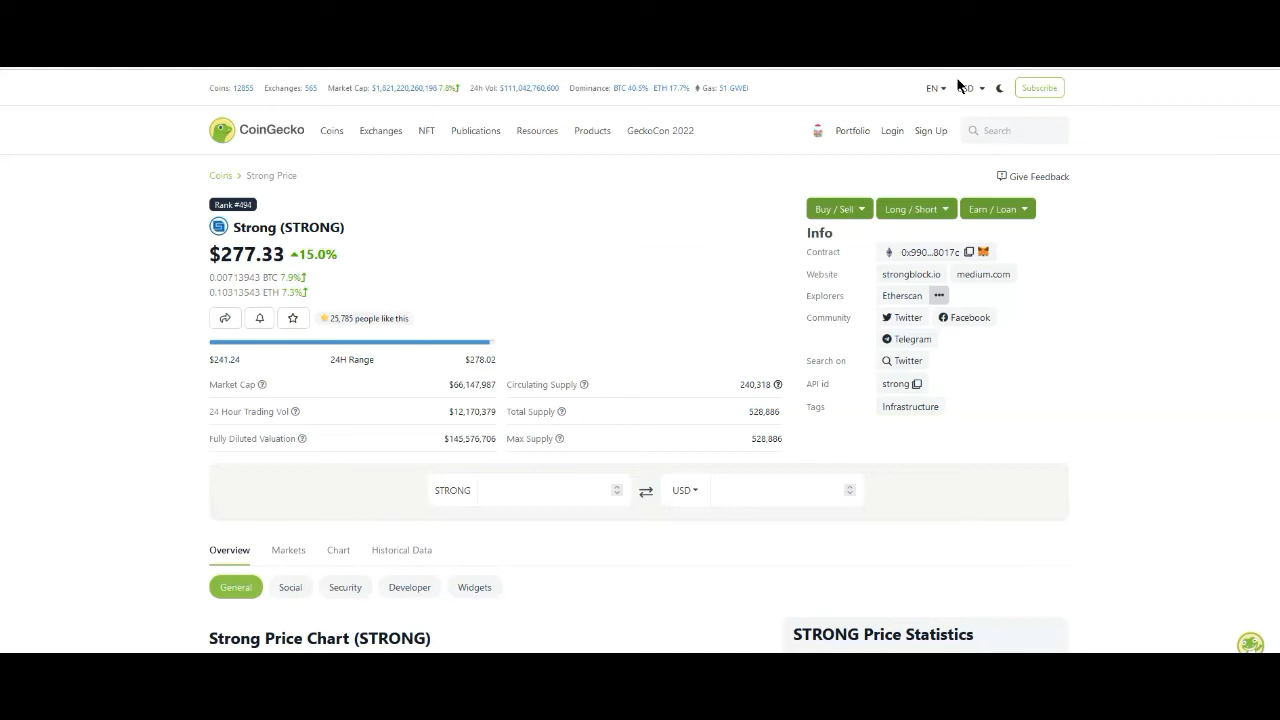 Coins: 12855 Exchanges: 565 Market Cap: $1,821,220,260,198 7.8% 24h Vol: $111,042,760,600 Dominance: BTC 40.5% ETH 17.7% Gas: 51 GWEI EN Subscribe
CoinGecko Coins Exchanges NFT Publications Resources Products GeckoCon 2022 Portfolio Login Sign Up Search
Coins > Strong Price Give Feedback
Rank #494
Strong (STRONG)
$277.33 15.0%
0.00713943 BTC 7.9%
0.10313543 ETH 7.3%
25,785 people like this
$241.24 24H Range $278.02
Market Cap $66,147,987
24 Hour Trading Vol $12,170,379
Fully Diluted Valuation $145,576,706
Circulating Supply 240,318
Total Supply 528,886
Max Supply 528,886
Buy / Sell Long / Short Earn / Loan
Info
Contract 0x990...8017c
Website strongblock.io medium.com
Explorers Etherscan •••
Community Twitter Facebook
Telegram
Search on Twitter
API id strong
Tags Infrastructure
STRONG USD
Overview Markets Chart Historical Data
General Social Security Developer Widgets
Strong Price Chart (STRONG)
STRONG Price Statistics